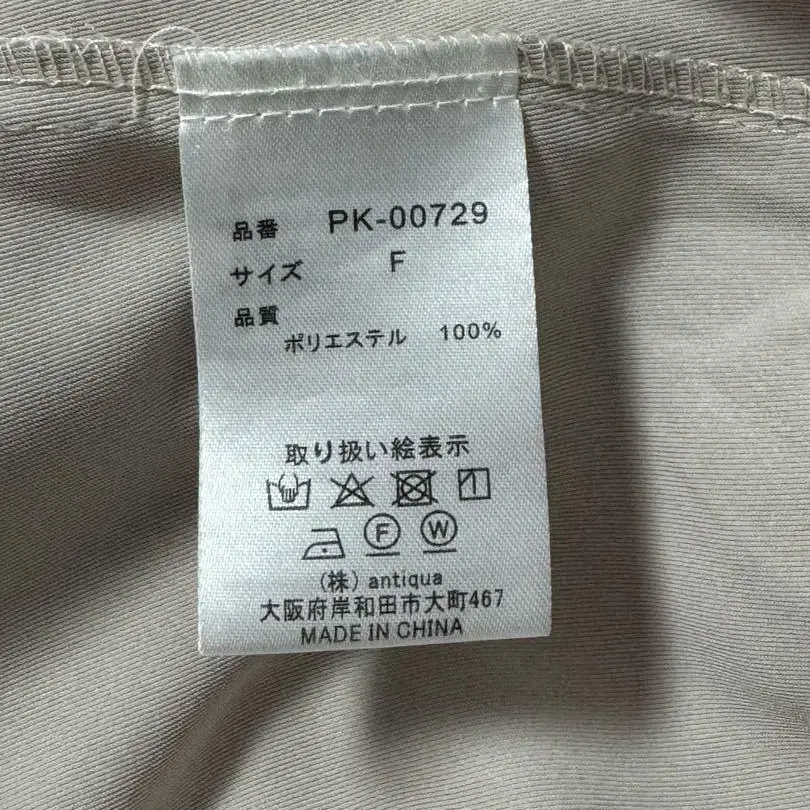 品番 PK-00729
サイズ F
品質
ポリエステル 100%
取り扱い絵表示
F W
(株) antiqua
大阪府岸和田市大町467
MADE IN CHINA